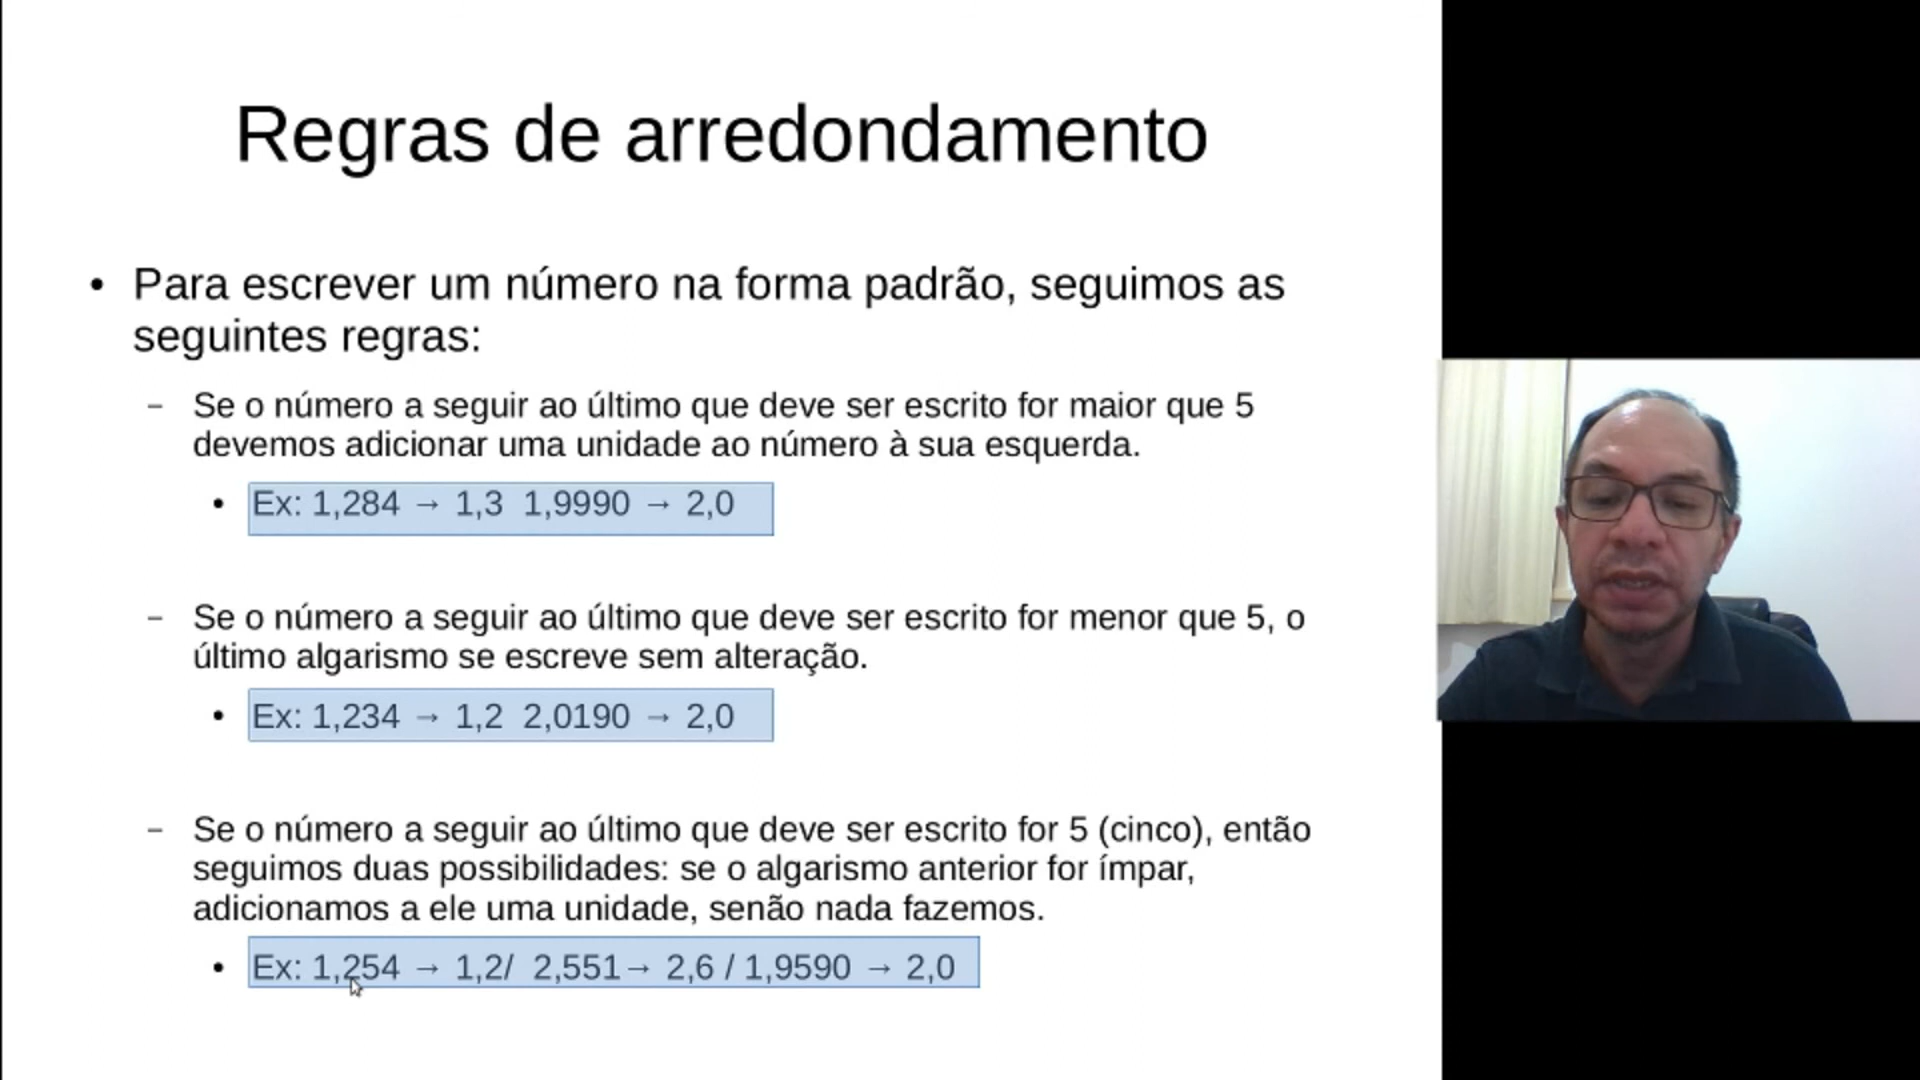 Regras de arredondamento
• Para escrever um número na forma padrão, seguimos as
seguintes regras:
– Se o número a seguir ao último que deve ser escrito for maior que 5
devemos adicionar uma unidade ao número à sua esquerda.
• Ex: 1,284 → 1,3 1,9990 → 2,0
– Se o número a seguir ao último que deve ser escrito for menor que 5, o
último algarismo se escreve sem alteração.
• Ex: 1,234 → 1,2 2,0190 → 2,0
– Se o número a seguir ao último que deve ser escrito for 5 (cinco), então
seguimos duas possibilidades: se o algarismo anterior for ímpar,
adicionamos a ele uma unidade, senão nada fazemos.
• Ex: 1,254 → 1,2/ 2,551→ 2,6 / 1,9590 → 2,0